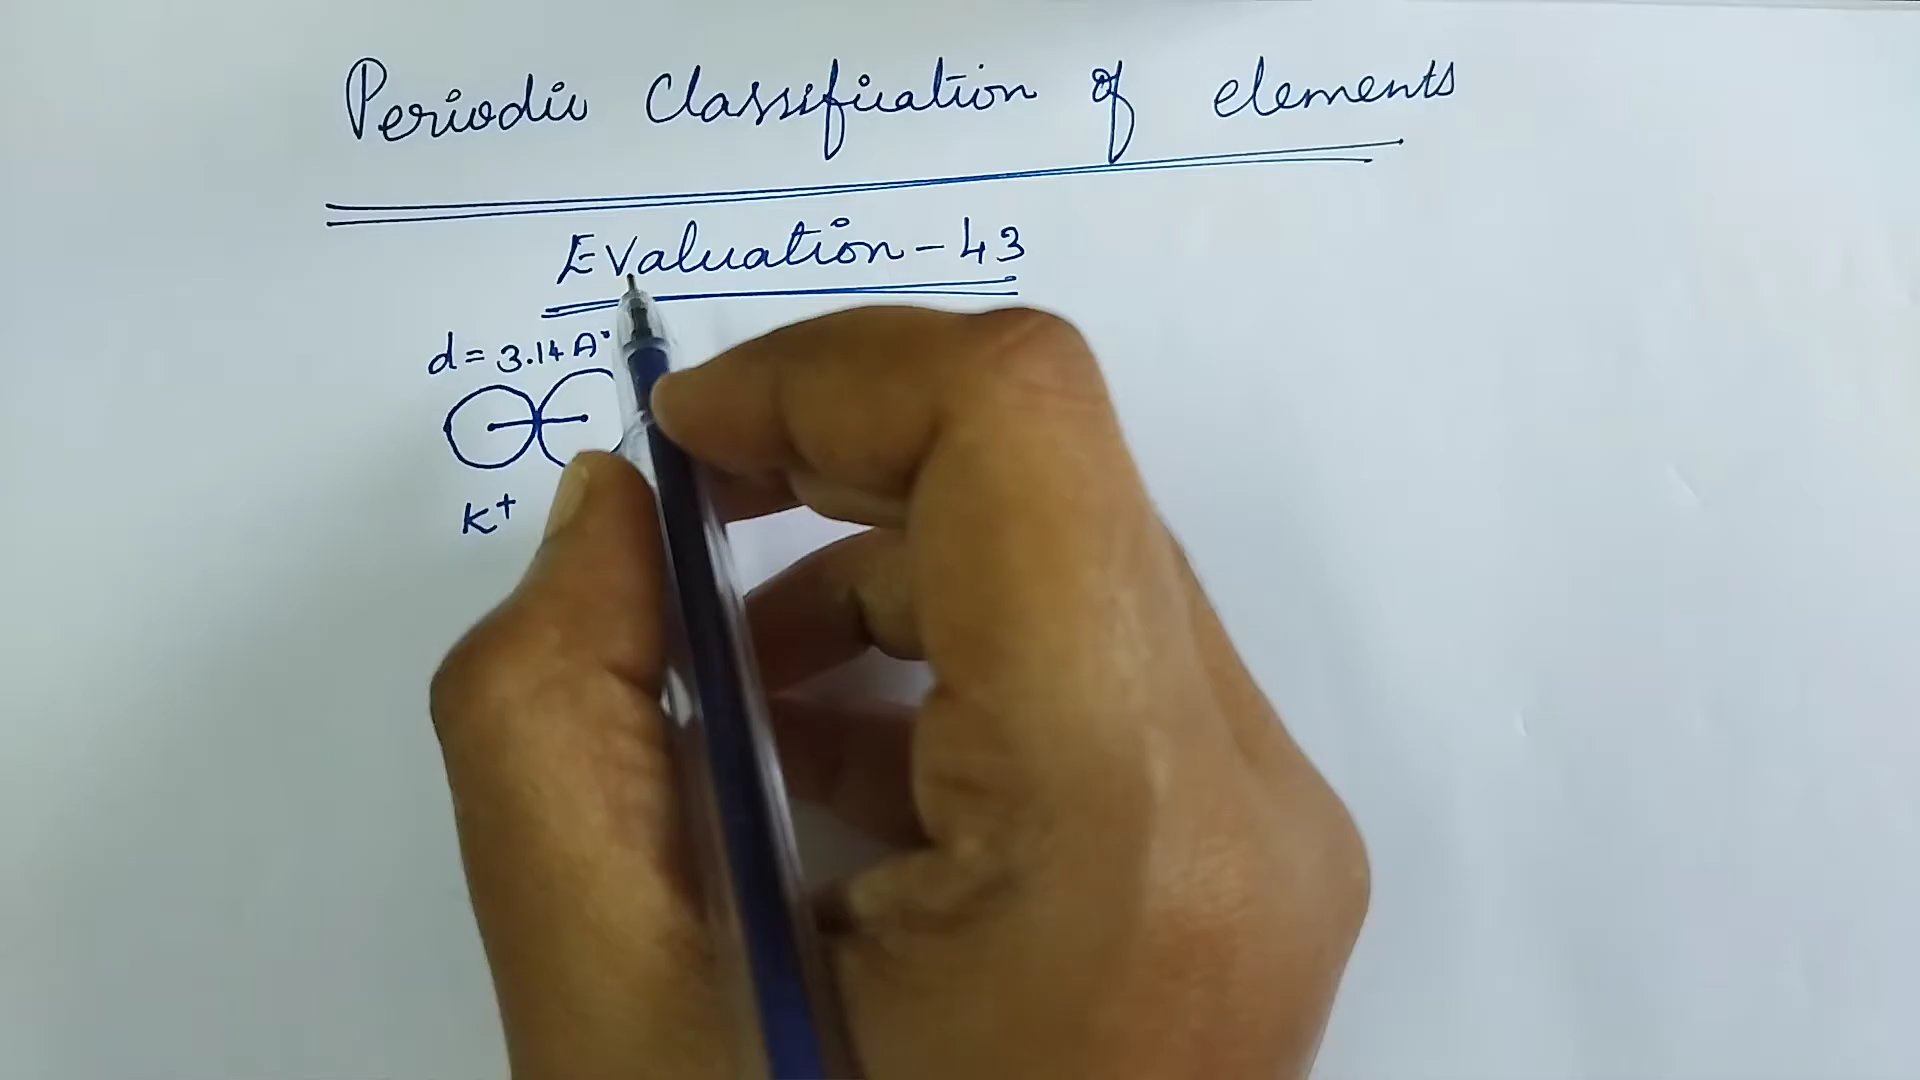 Periodic Classification of elements
Evaluation - 43
d = 3.14 A°
K+